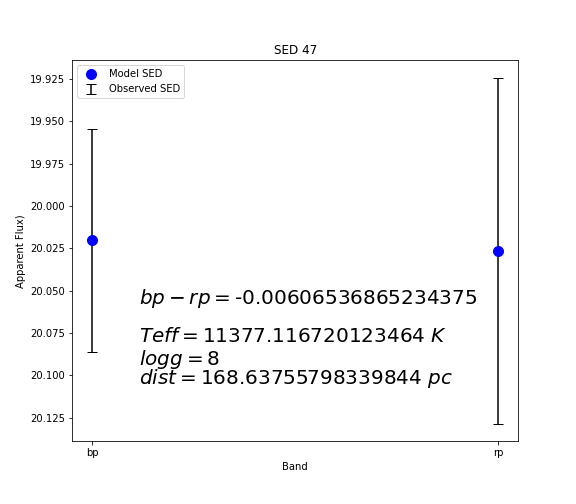 SED 47
Model SED
Observed SED
19.925
19.950
19.975
20.000
20.025
20.050
20.075
20.100
20.125
Apparent Flux)
bp − rp = -0.00606536865234375
Teff = 11377.116720123464 K
logg = 8
dist = 168.63755798339844 pc
bp rp
Band